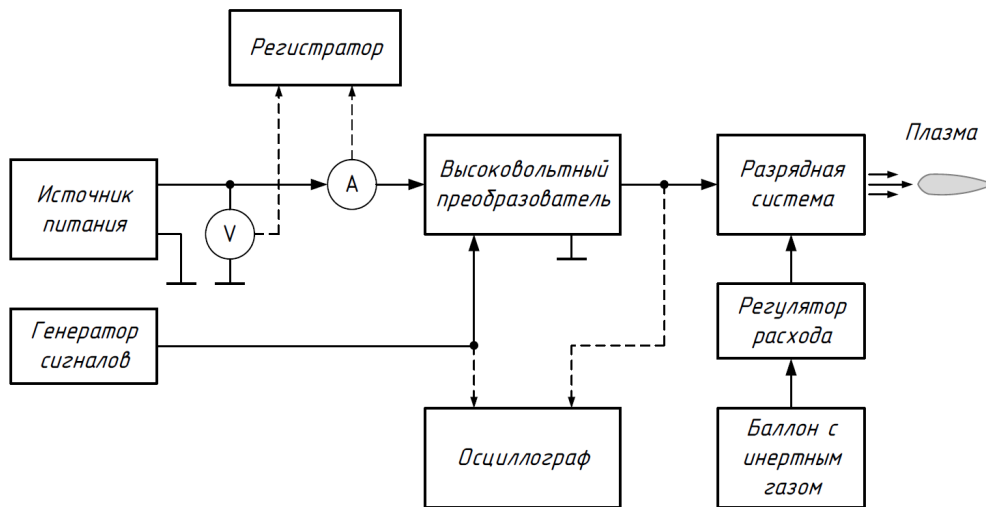 Регистратор
Плазма
Источник
питания
V
A
Высоковольтный
преобразователь
Разрядная
система
Генератор
сигналов
Регулятор
расхода
Осциллограф
Баллон с
инертным
газом